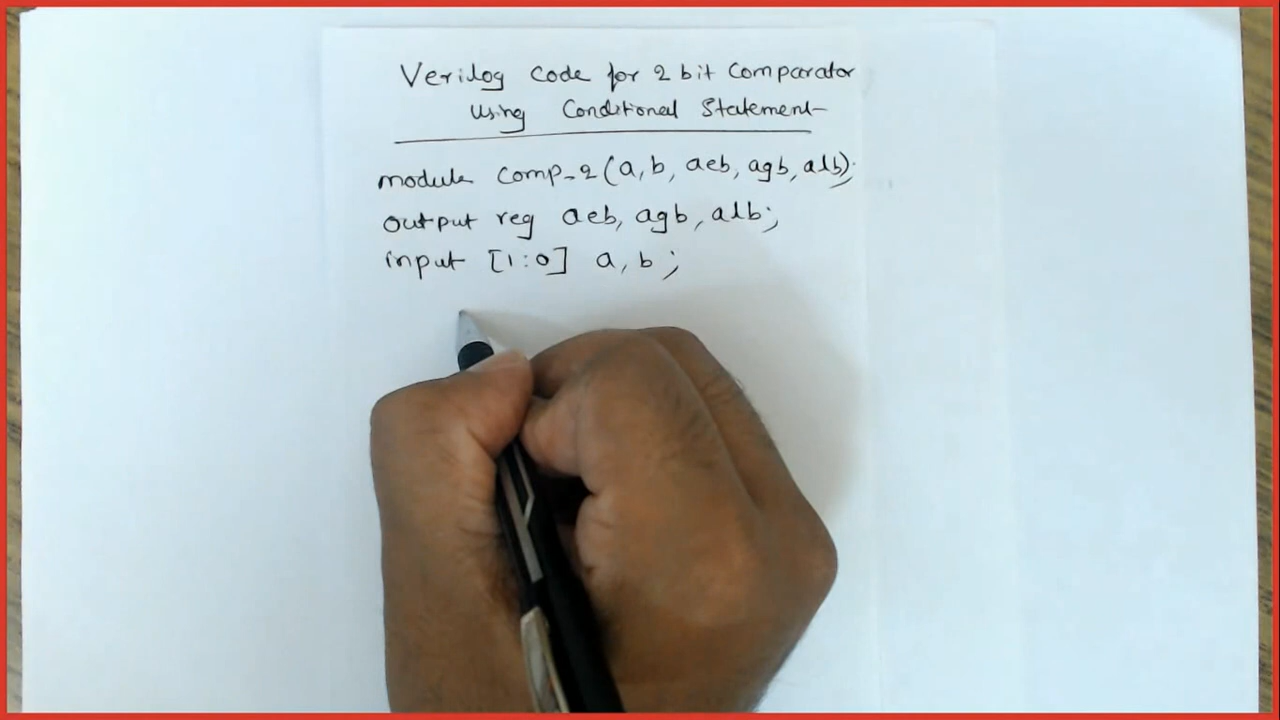 Verilog Code for 2 bit Comparator
Using Conditional Statement
module Comp_2(a, b, aeb, agb, alb);
output reg aeb, agb, alb;
input [1:0] a, b;